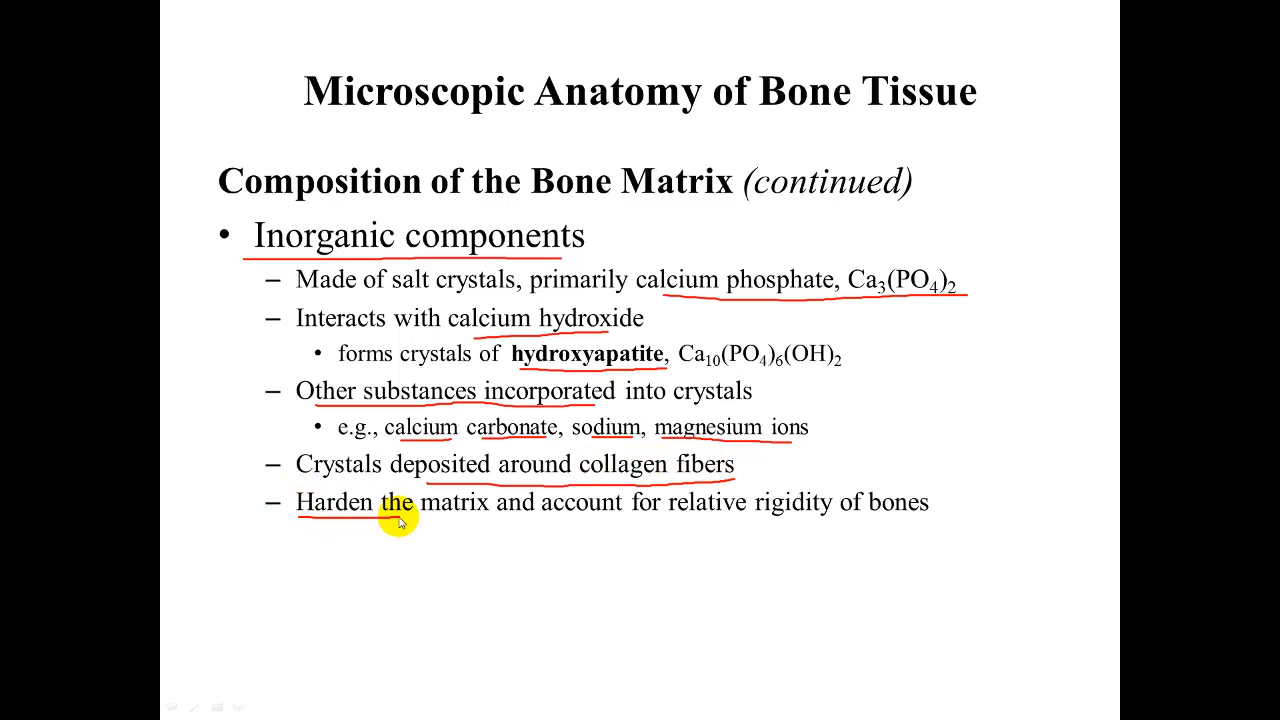 Microscopic Anatomy of Bone Tissue
Composition of the Bone Matrix (continued)
• Inorganic components
– Made of salt crystals, primarily calcium phosphate, Ca₃(PO₄)₂
– Interacts with calcium hydroxide
• forms crystals of hydroxyapatite, Ca₁₀(PO₄)₆(OH)₂
– Other substances incorporated into crystals
• e.g., calcium carbonate, sodium, magnesium ions
– Crystals deposited around collagen fibers
– Harden the matrix and account for relative rigidity of bones